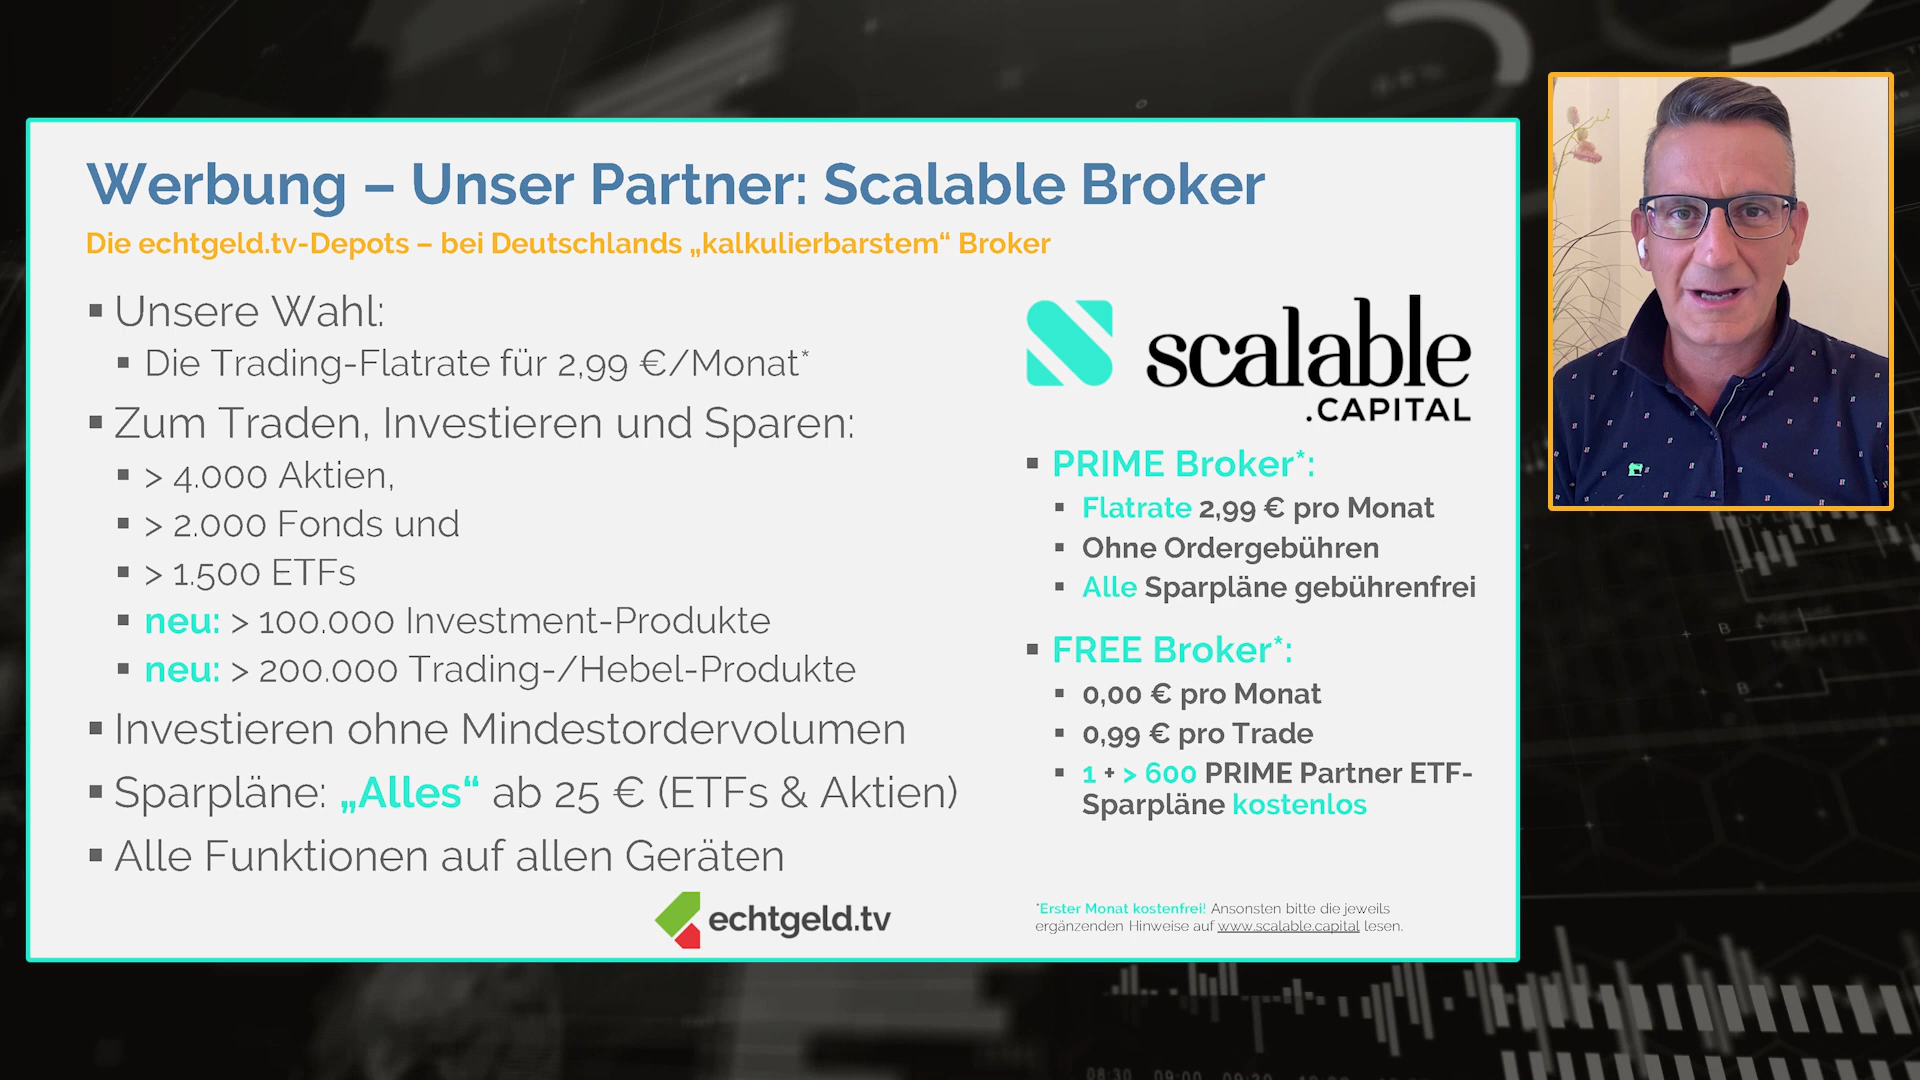 Werbung – Unser Partner: Scalable Broker
Die echtgeld.tv-Depots – bei Deutschlands „kalkulierbarstem“ Broker
▪ Unsere Wahl:
▪ Die Trading-Flatrate für 2,99 €/Monat*
▪ Zum Traden, Investieren und Sparen:
▪ > 4.000 Aktien,
▪ > 2.000 Fonds und
▪ > 1.500 ETFs
▪ neu: > 100.000 Investment-Produkte
▪ neu: > 200.000 Trading-/Hebel-Produkte
▪ Investieren ohne Mindestordervolumen
▪ Sparpläne: „Alles“ ab 25 € (ETFs & Aktien)
▪ Alle Funktionen auf allen Geräten
echtgeld.tv
scalable
.CAPITAL
▪ PRIME Broker*:
▪ Flatrate 2,99 € pro Monat
▪ Ohne Ordergebühren
▪ Alle Sparpläne gebührenfrei
▪ FREE Broker*:
▪ 0,00 € pro Monat
▪ 0,99 € pro Trade
▪ 1 + > 600 PRIME Partner ETF-
Sparpläne kostenlos
*Erster Monat kostenfrei! Ansonsten bitte die jeweils
ergänzenden Hinweise auf www.scalable.capital lesen.
08:30 09:00